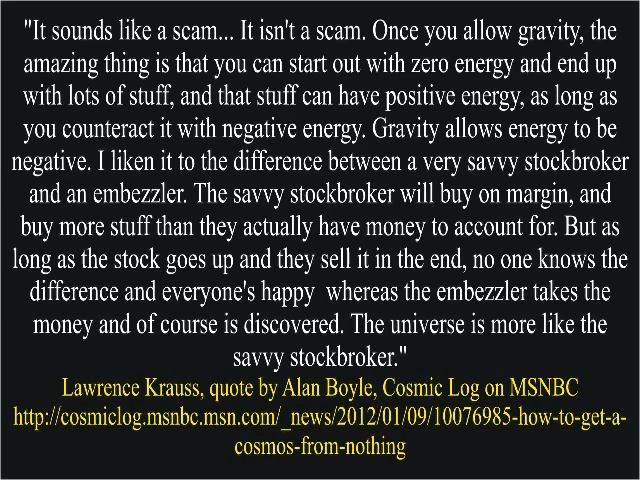 "It sounds like a scam... It isn't a scam. Once you allow gravity, the
amazing thing is that you can start out with zero energy and end up
with lots of stuff, and that stuff can have positive energy, as long as
you counteract it with negative energy. Gravity allows energy to be
negative. I liken it to the difference between a very savvy stockbroker
and an embezzler. The savvy stockbroker will buy on margin, and
buy more stuff than they actually have money to account for. But as
long as the stock goes up and they sell it in the end, no one knows the
difference and everyone's happy  whereas the embezzler takes the
money and of course is discovered. The universe is more like the
savvy stockbroker."
Lawrence Krauss, quote by Alan Boyle, Cosmic Log on MSNBC
http://cosmiclog.msnbc.msn.com/_news/2012/01/09/10076985-how-to-get-a-
cosmos-from-nothing